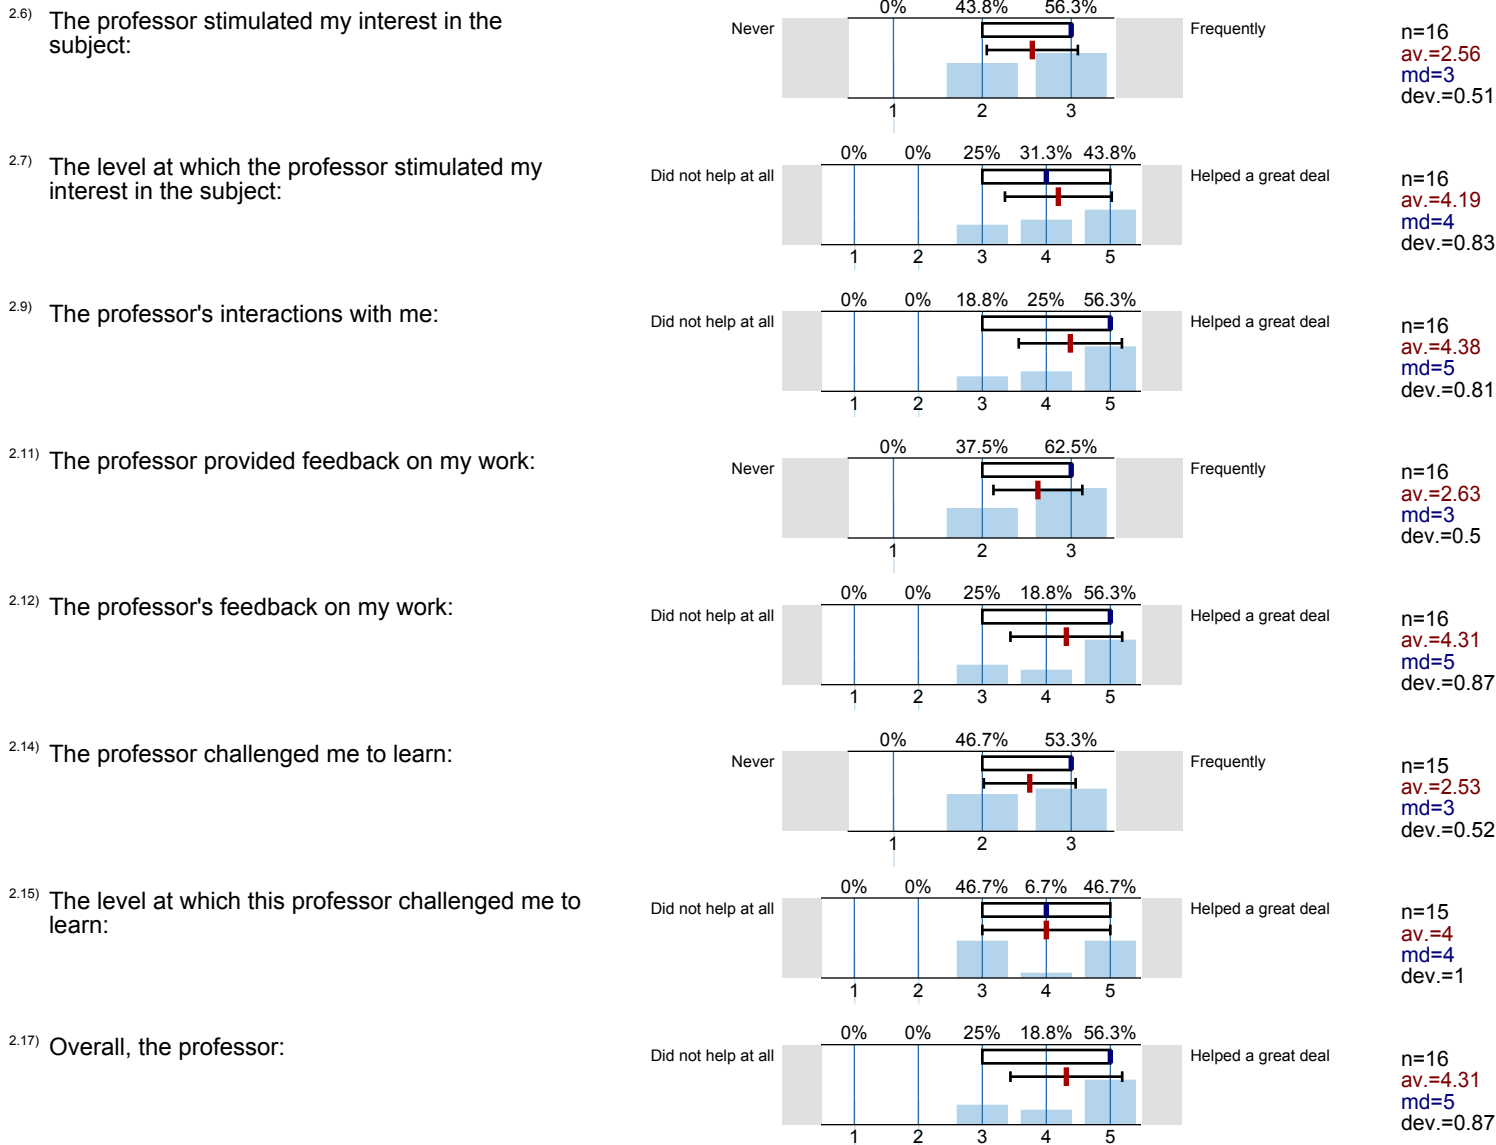 2.6) The professor stimulated my interest in the
subject:
0% 43.8% 56.3%
Never
Frequently
1 2 3
n=16
av.=2.56
md=3
dev.=0.51
2.7) The level at which the professor stimulated my
interest in the subject:
0% 0% 25% 31.3% 43.8%
Did not help at all
Helped a great deal
1 2 3 4 5
n=16
av.=4.19
md=4
dev.=0.83
2.9) The professor's interactions with me:
0% 0% 18.8% 25% 56.3%
Did not help at all
Helped a great deal
1 2 3 4 5
n=16
av.=4.38
md=5
dev.=0.81
2.11) The professor provided feedback on my work:
0% 37.5% 62.5%
Never
Frequently
1 2 3
n=16
av.=2.63
md=3
dev.=0.5
2.12) The professor's feedback on my work:
0% 0% 25% 18.8% 56.3%
Did not help at all
Helped a great deal
1 2 3 4 5
n=16
av.=4.31
md=5
dev.=0.87
2.14) The professor challenged me to learn:
0% 46.7% 53.3%
Never
Frequently
1 2 3
n=15
av.=2.53
md=3
dev.=0.52
2.15) The level at which this professor challenged me to
learn:
0% 0% 46.7% 6.7% 46.7%
Did not help at all
Helped a great deal
1 2 3 4 5
n=15
av.=4
md=4
dev.=1
2.17) Overall, the professor:
0% 0% 25% 18.8% 56.3%
Did not help at all
Helped a great deal
1 2 3 4 5
n=16
av.=4.31
md=5
dev.=0.87